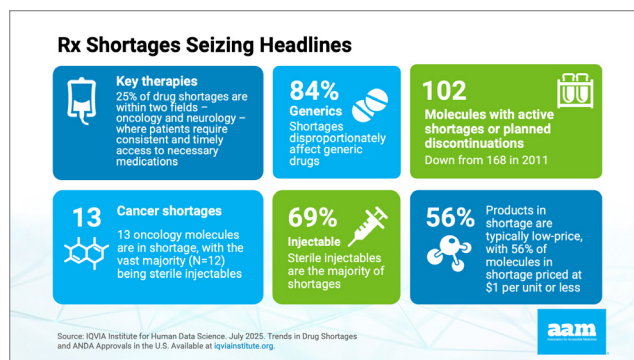 Rx Shortages Seizing Headlines
Key therapies
25% of drug shortages are
within two fields –
oncology and neurology –
where patients require
consistent and timely
access to necessary
medications
84%
Generics
Shortages
disproportionately
affect generic
drugs
102
Molecules with active
shortages or planned
discontinuations
Down from 168 in 2011
13
Cancer shortages
13 oncology molecules
are in shortage, with the
vast majority (N=12)
being sterile injectables
69%
Injectable
Sterile injectables
are the majority of
shortages
56%
Products in
shortage are
typically low-price,
with 56% of
molecules in
shortage priced at
$1 per unit or less
Source: IQVIA Institute for Human Data Science. July 2025. Trends in Drug Shortages
and ANDA Approvals in the U.S. Available at iqviainstitute.org.
aam
Association for Accessible Medicines